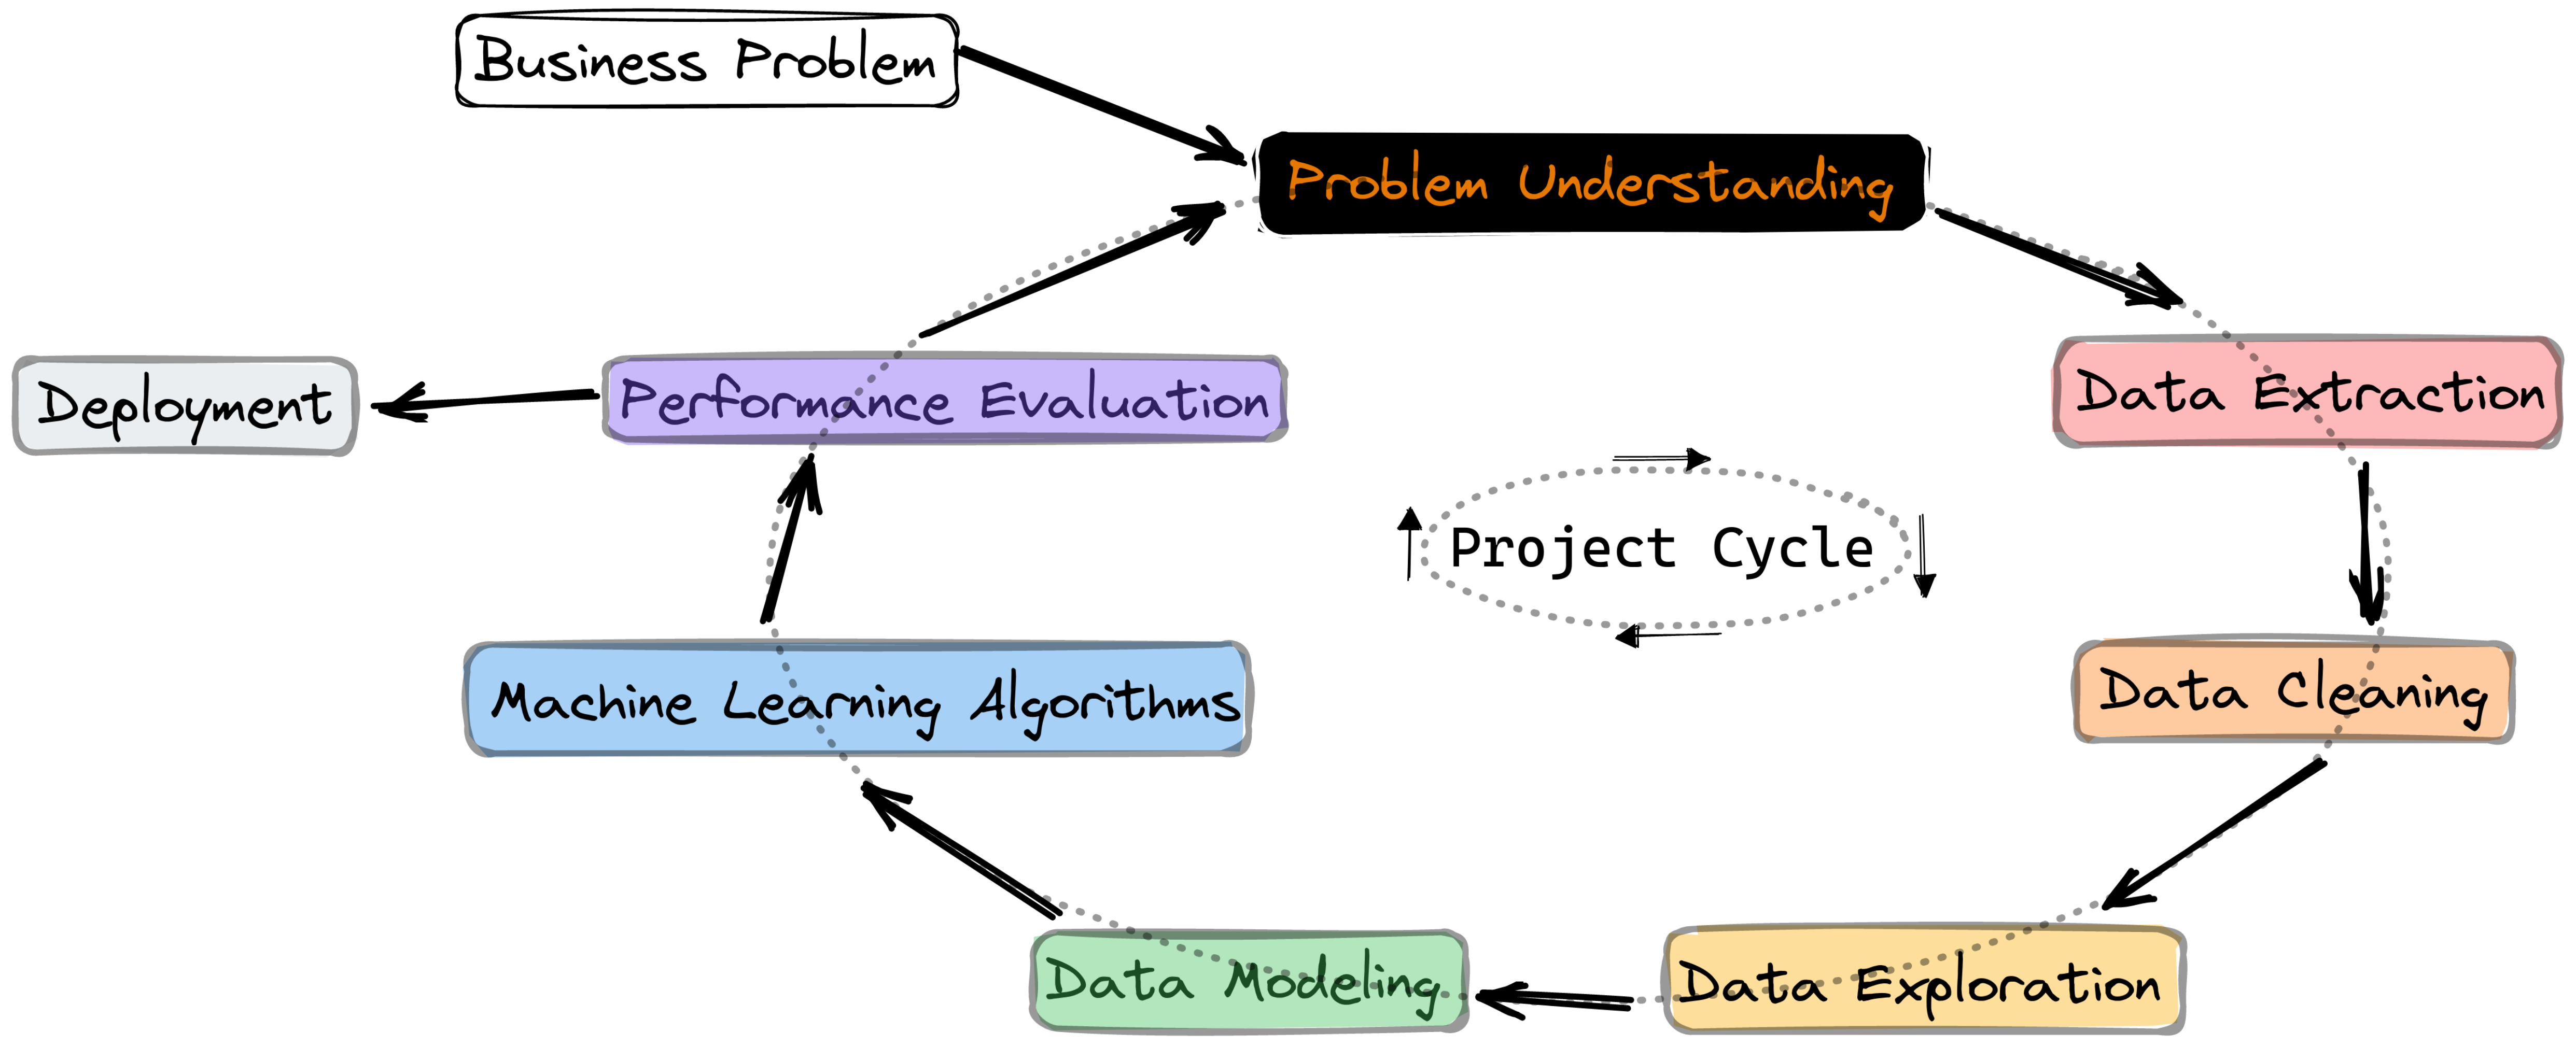 Business Problem
Problem Understanding
Data Extraction
Data Cleaning
Data Exploration
Data Modeling
Machine Learning Algorithms
Performance Evaluation
Deployment
Project Cycle